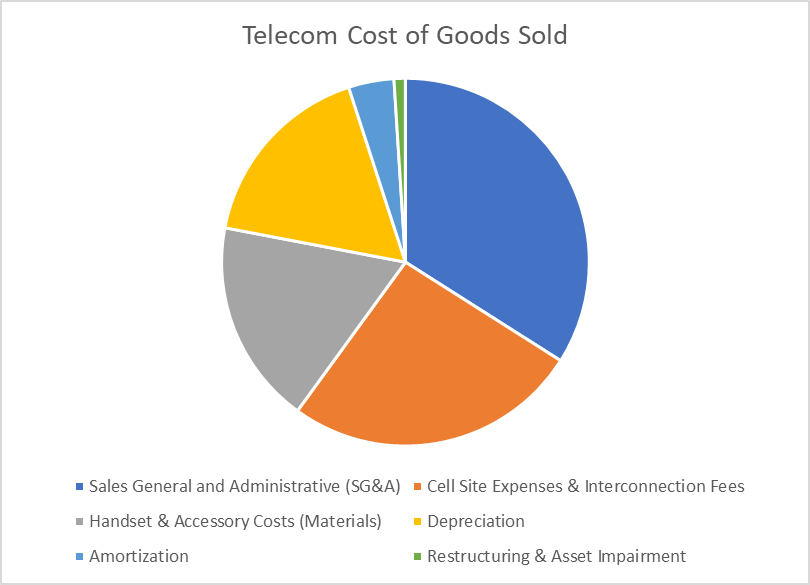 Telecom Cost of Goods Sold
Sales General and Administrative (SG&A) Cell Site Expenses & Interconnection Fees
Handset & Accessory Costs (Materials) Depreciation
Amortization Restructuring & Asset Impairment